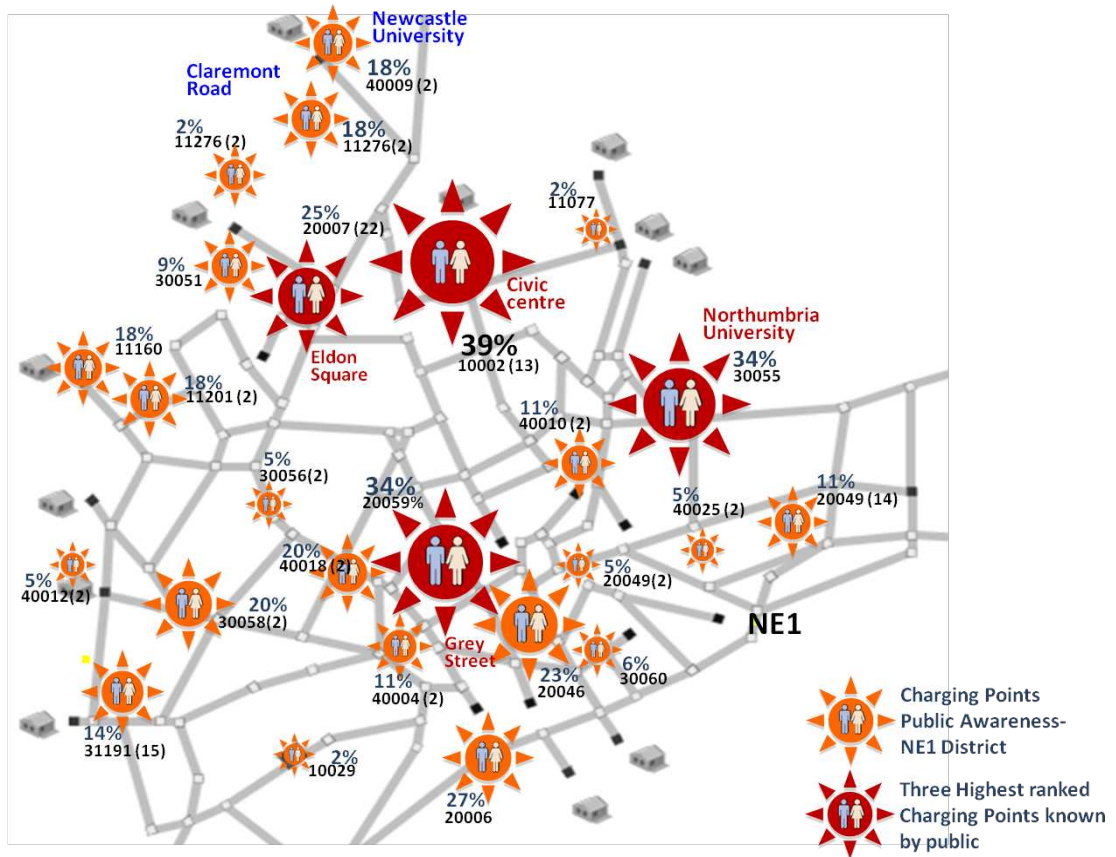 Newcastle
University
18%
40009 (2)
Claremont
Road
18%
11276(2)
2%
11276 (2)
2%
11077
25%
20007 (22)
9%
30051
Civic
centre
Northumbria
University
34%
30055
39%
10002 (13)
Eldon
Square
18%
11160
18%
11201 (2)
11%
40010 (2)
5%
30056(2)
34%
20059%
5%
40025 (2)
11%
20049 (14)
20%
40018 (2)
5%
20049(2)
5%
40012(2)
20%
30058(2)
NE1
Grey
Street
23%
20046
6%
30060
11%
40004 (2)
14%
31191 (15)
2%
10029
27%
20006
Charging Points
Public Awareness-
NE1 District
Three Highest ranked
Charging Points known
by public